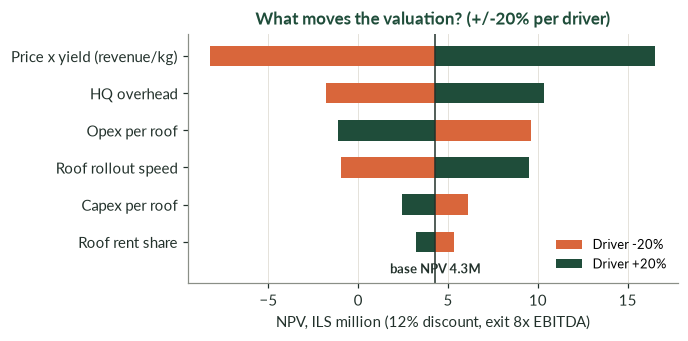 What moves the valuation? (+/-20% per driver)
Price x yield (revenue/kg)
HQ overhead
Opex per roof
Roof rollout speed
Capex per roof
Roof rent share
Driver -20%
Driver +20%
base NPV 4.3M
−5 0 5 10 15
NPV, ILS million (12% discount, exit 8x EBITDA)